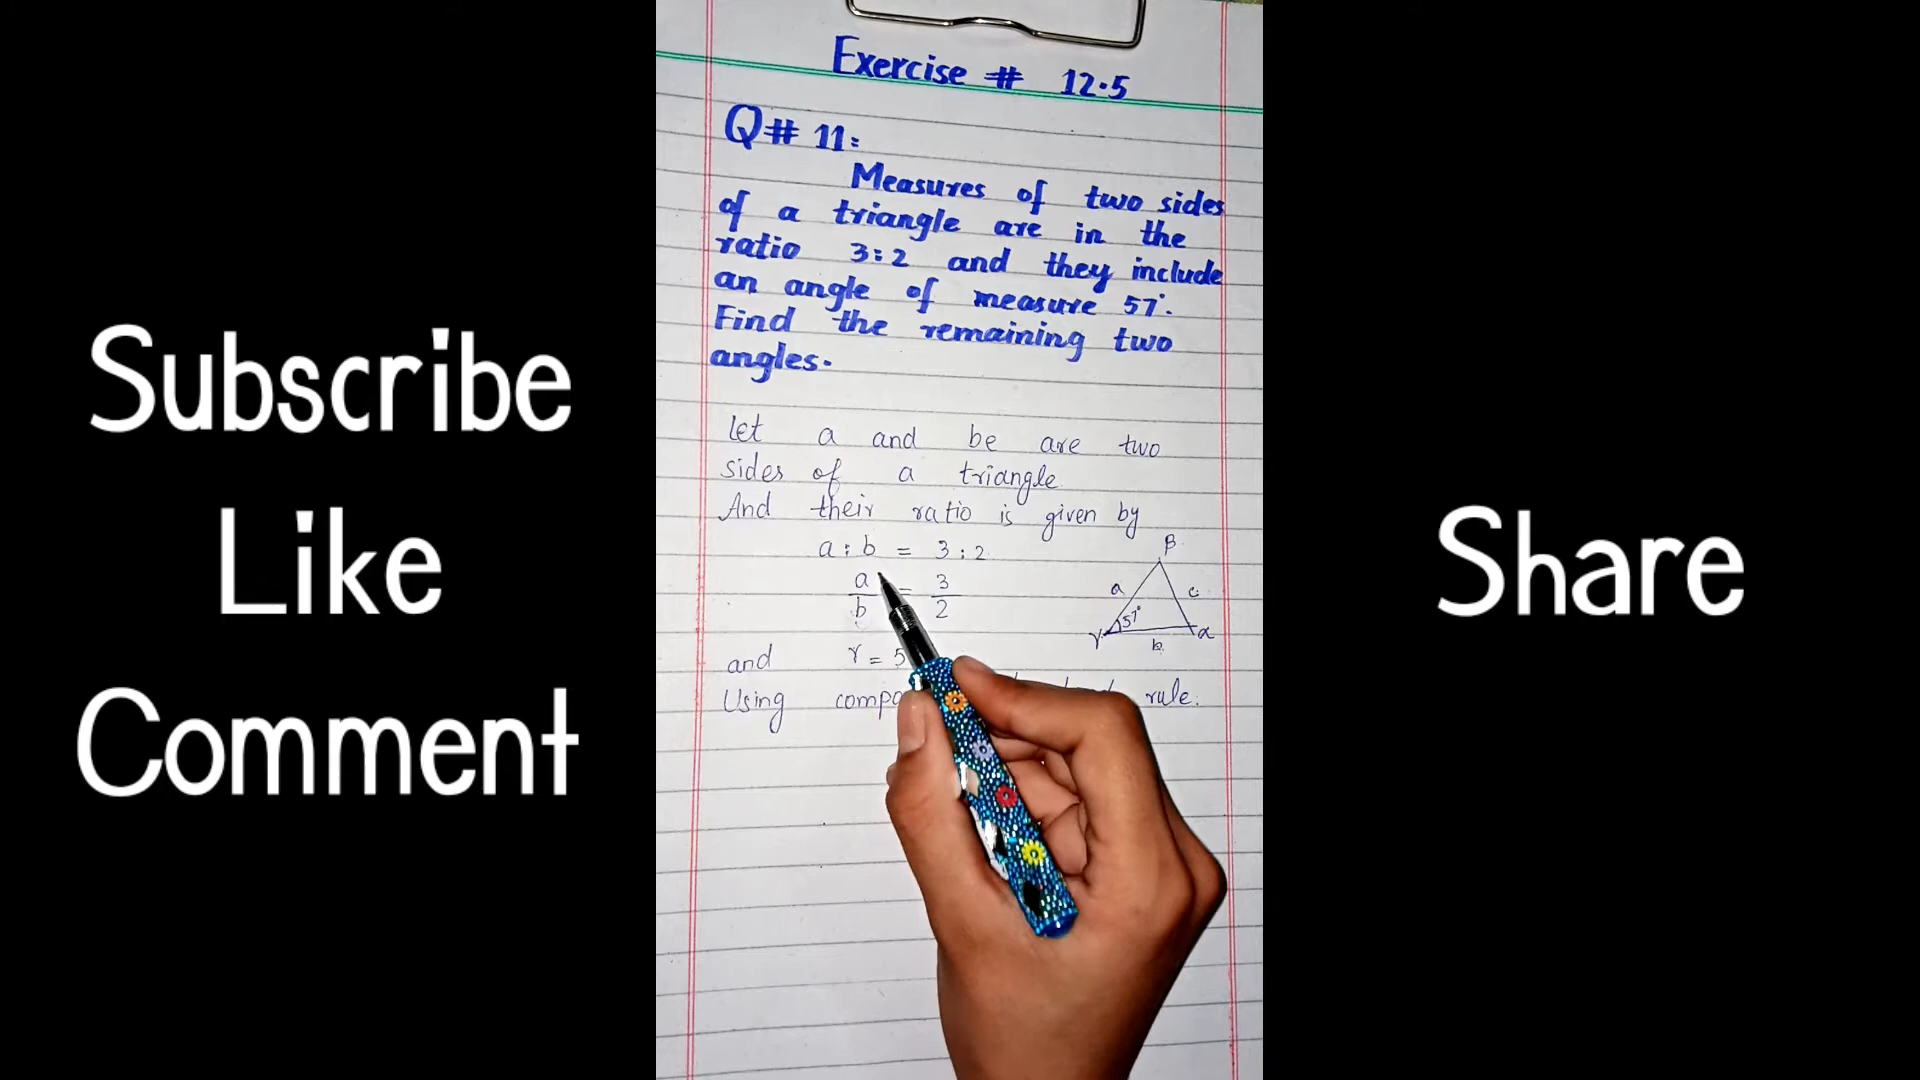 Subscribe
Like
Comment
Exercise # 12.5
Q# 11:
Measures of two sides
of a triangle are in the
ratio 3:2 and they include
an angle of measure 57°.
Find the remaining two
angles.
Let a and be are two
sides of a triangle
And their ratio is given by
a : b = 3 : 2
a/b = 3/2
and γ = 5
Using rule.
β
a c
57°
γ b α
Share